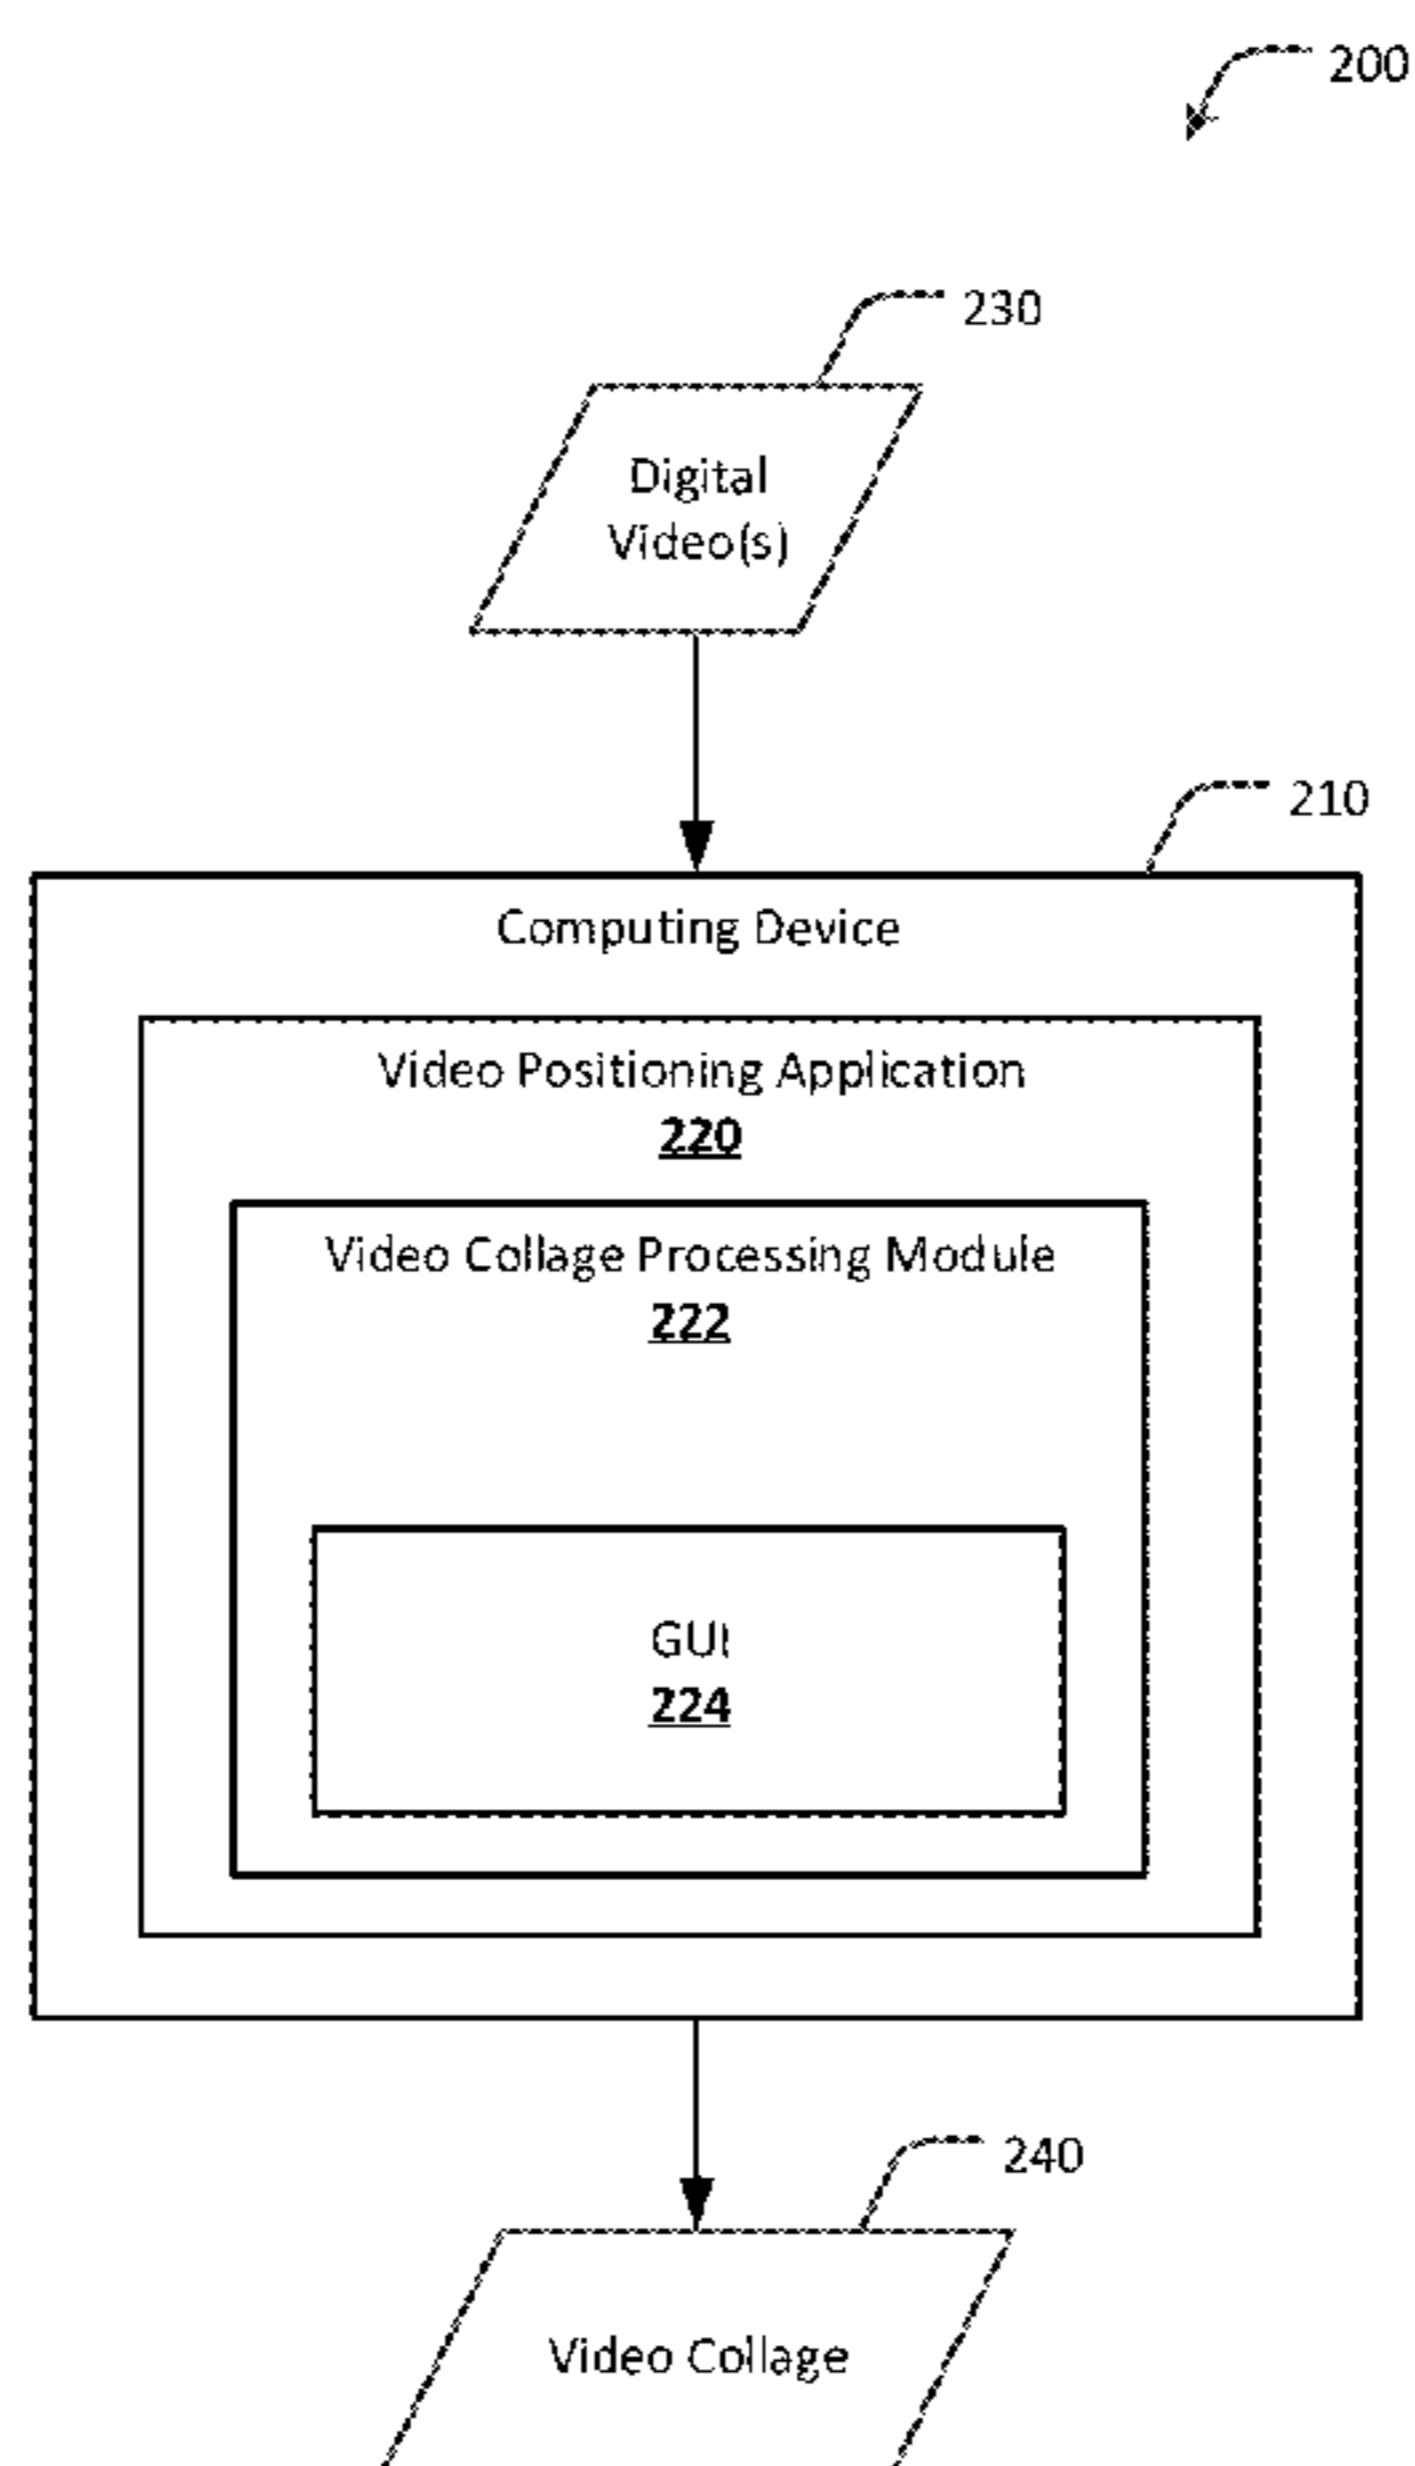 200
230
Digital
Video(s)
210
Computing Device
Video Positioning Application
220
Video Collage Processing Module
222
GUI
224
240
Video Collage